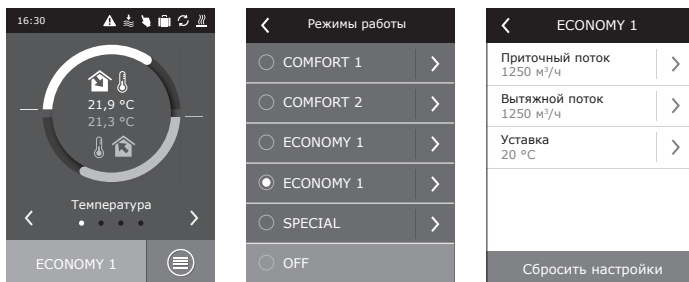 16:30
21,9 °C
21,3 °C
Температура
ECONOMY 1
Режимы работы
COMFORT 1
COMFORT 2
ECONOMY 1
ECONOMY 1
SPECIAL
OFF
ECONOMY 1
Приточный поток
1250 м³/ч
Вытяжной поток
1250 м³/ч
Уставка
20 °C
Сбросить настройки